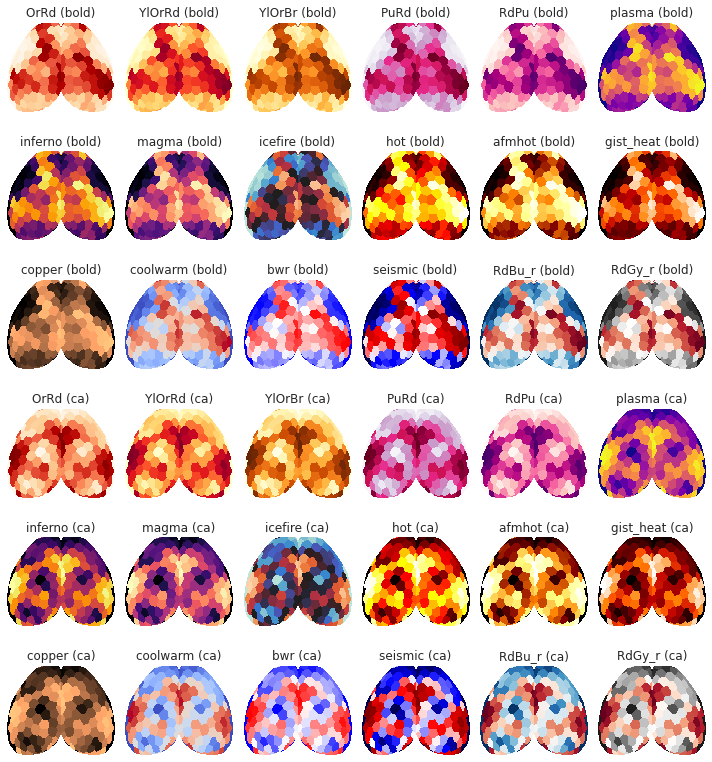 OrRd (bold) YlOrRd (bold) YlOrBr (bold) PuRd (bold) RdPu (bold) plasma (bold)
inferno (bold) magma (bold) icefire (bold) hot (bold) afmhot (bold) gist_heat (bold)
copper (bold) coolwarm (bold) bwr (bold) seismic (bold) RdBu_r (bold) RdGy_r (bold)
OrRd (ca) YlOrRd (ca) YlOrBr (ca) PuRd (ca) RdPu (ca) plasma (ca)
inferno (ca) magma (ca) icefire (ca) hot (ca) afmhot (ca) gist_heat (ca)
copper (ca) coolwarm (ca) bwr (ca) seismic (ca) RdBu_r (ca) RdGy_r (ca)